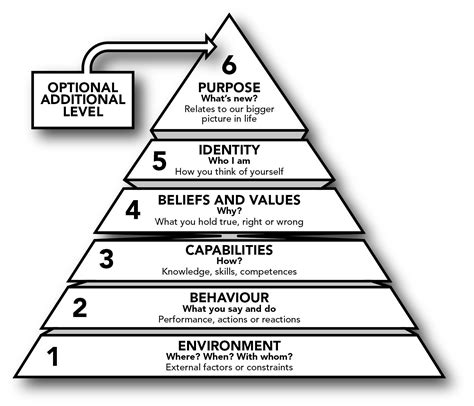 OPTIONAL
ADDITIONAL
LEVEL
6
PURPOSE
What's new?
Relates to our bigger
picture in life
5
IDENTITY
Who I am
How you think of yourself
4
BELIEFS AND VALUES
Why?
What you hold true, right or wrong
3
CAPABILITIES
How?
Knowledge, skills, competences
2
BEHAVIOUR
What you say and do
Performance, actions or reactions
1
ENVIRONMENT
Where? When? With whom?
External factors or constraints